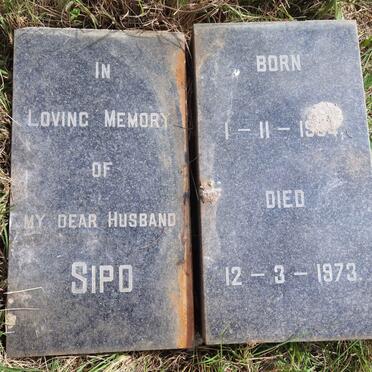 IN
LOVING MEMORY
OF
MY DEAR HUSBAND
SIPO
BORN
1 - 11 -
DIED
12 - 3 - 1973.